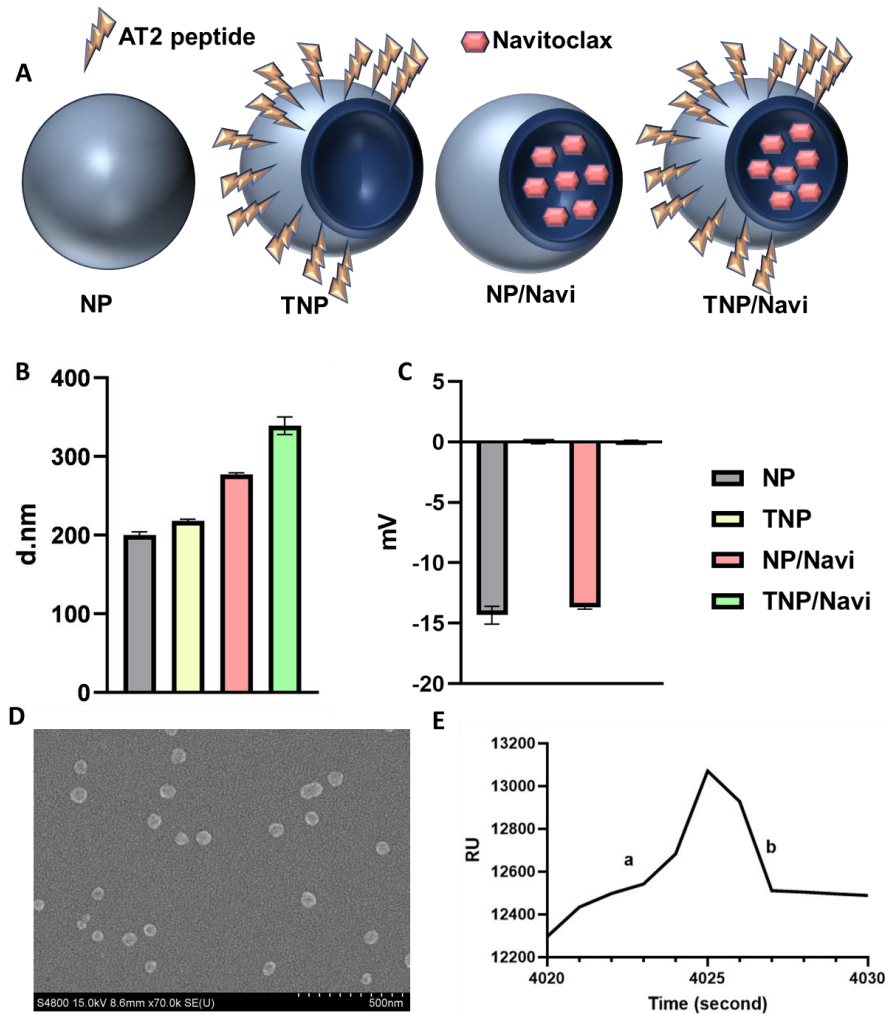 AT2 peptide
Navitoclax
A
NP
TNP
NP/Navi
TNP/Navi
B
d.nm
400
300
200
100
0
C
mV
5
0
-5
-10
-15
-20
NP
TNP
NP/Navi
TNP/Navi
D
S4800 15.0kV 8.6mm x70.0k SE(U)
500nm
E
RU
13200
13000
12800
12600
12400
12200
a
b
4020
4025
4030
Time (second)